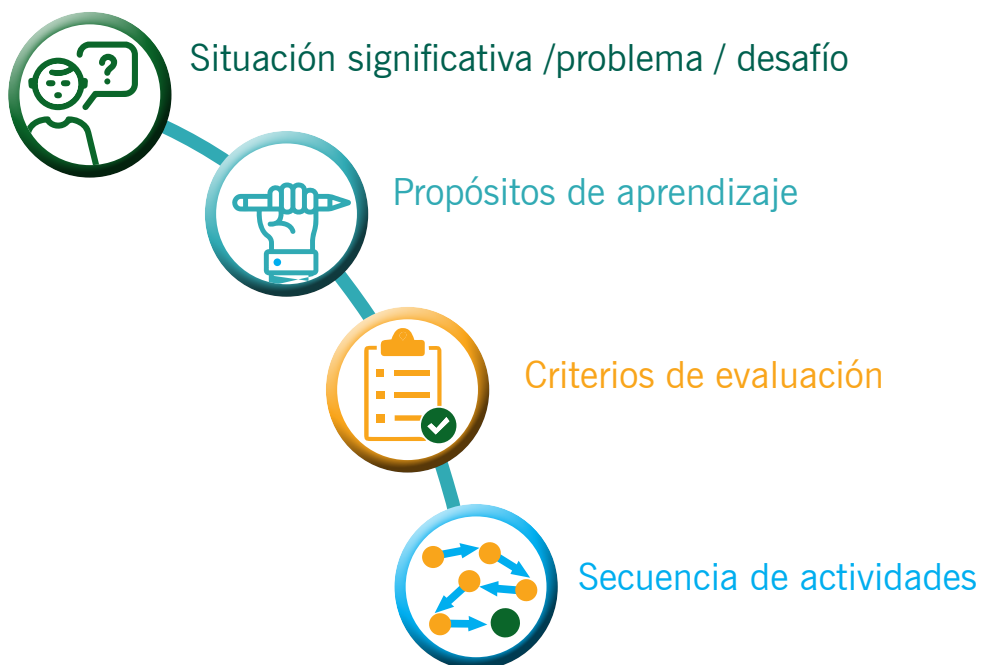 Situación significativa /problema / desafío
?
Propósitos de aprendizaje
Criterios de evaluación
Secuencia de actividades